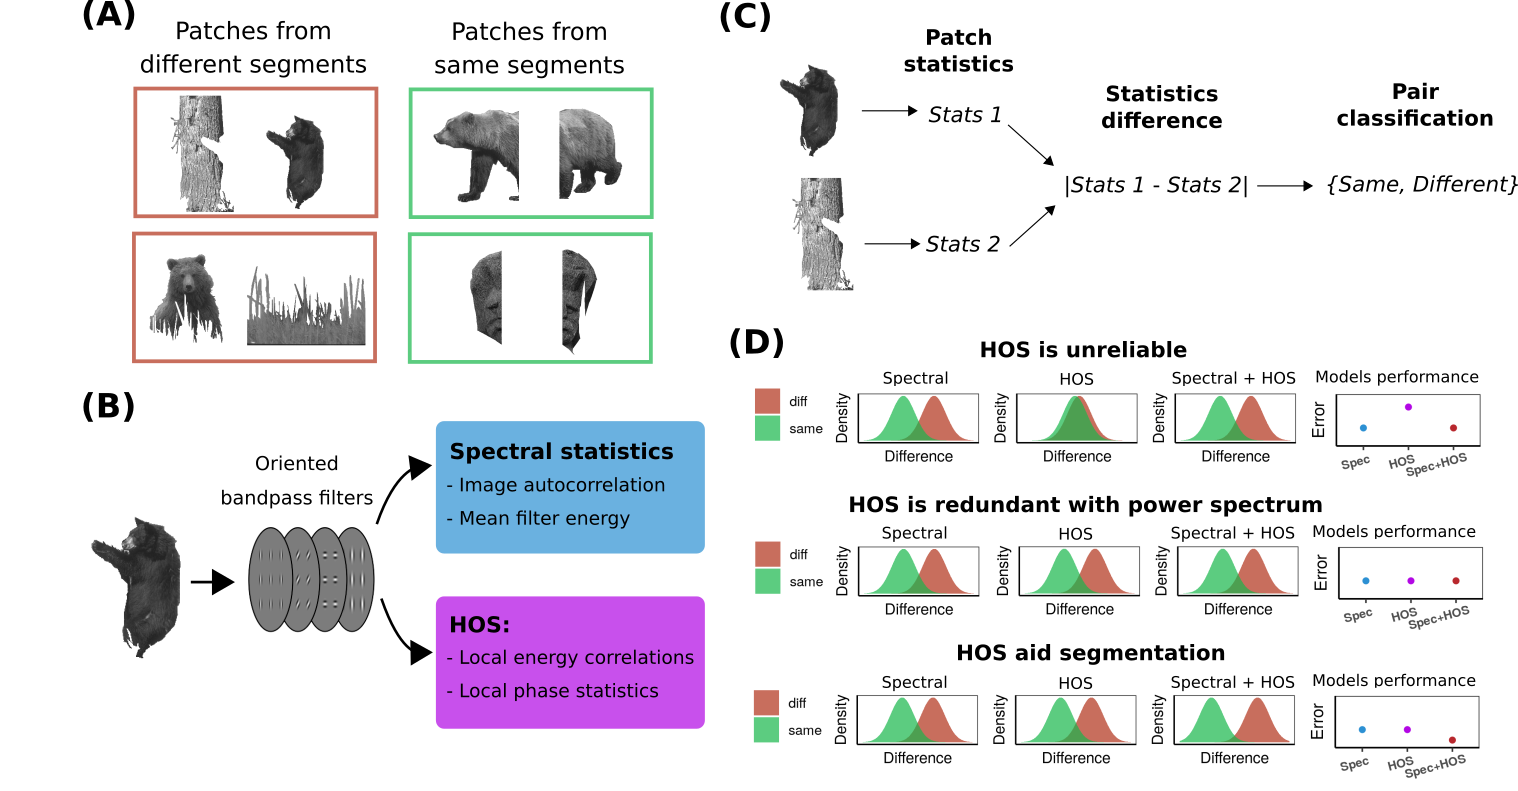 (A)
Patches from
different segments
Patches from
same segments
(B)
Oriented
bandpass filters
Spectral statistics
- Image autocorrelation
- Mean filter energy
HOS:
- Local energy correlations
- Local phase statistics
(C)
Patch
statistics
Stats 1
Stats 2
Statistics
difference
|Stats 1 - Stats 2|
Pair
classification
{Same, Different}
(D)
HOS is unreliable
diff
same
Spectral
Density
Difference
HOS
Density
Difference
Spectral + HOS
Density
Difference
Models performance
Error
Spec
HOS
Spec+HOS
HOS is redundant with power spectrum
diff
same
Spectral
Density
Difference
HOS
Density
Difference
Spectral + HOS
Density
Difference
Models performance
Error
Spec
HOS
Spec+HOS
HOS aid segmentation
diff
same
Spectral
Density
Difference
HOS
Density
Difference
Spectral + HOS
Density
Difference
Models performance
Error
Spec
HOS
Spec+HOS